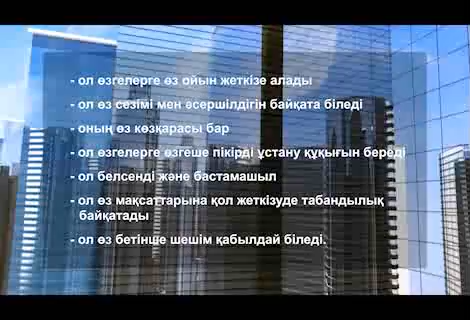 - ол өзгелерге өз ойын жеткізе алады
- ол өз сезімі мен әсершілдігін байқата біледі
- оның өз көзқарасы бар
- ол өзгелерге өзгеше пікірді ұстану құқығын береді
- ол белсенді және бастамашыл
- ол өз мақсаттарына қол жеткізуде табандылық
байқатады
- ол өз бетінше шешім қабылдай біледі.